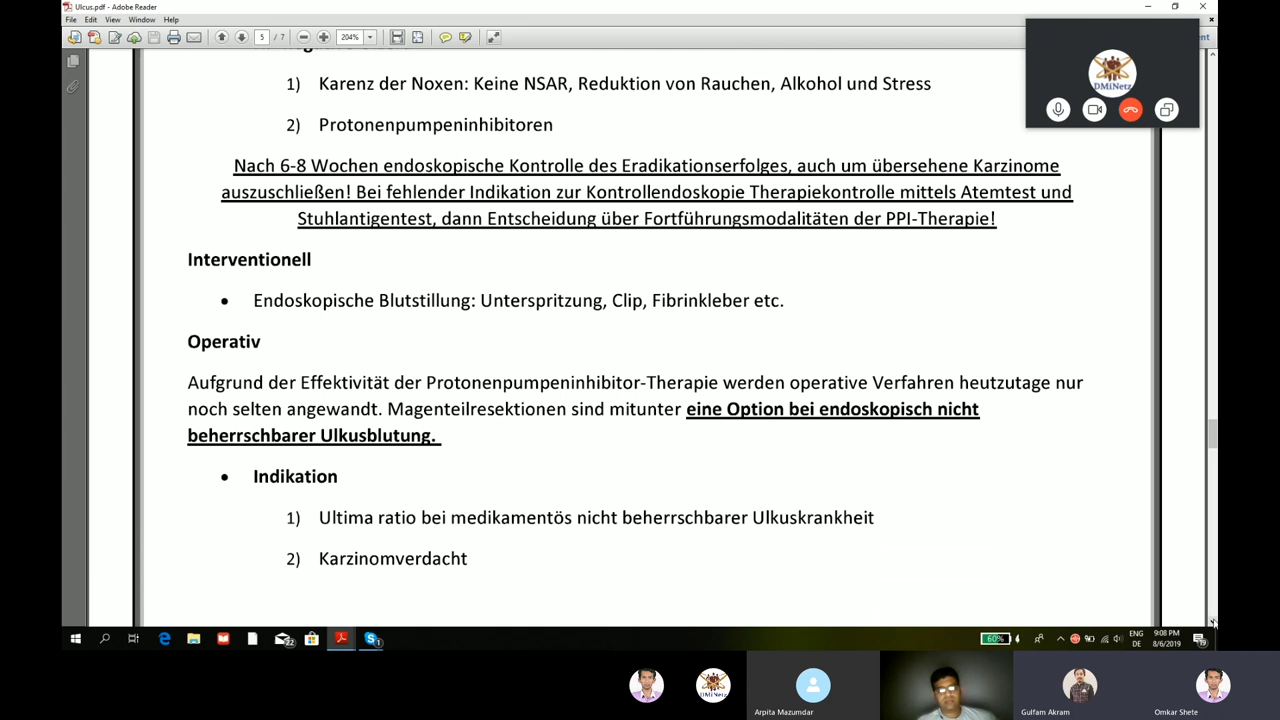 Ulcus.pdf - Adobe Reader
File Edit View Window Help
5 / 7 204%
1) Karenz der Noxen: Keine NSAR, Reduktion von Rauchen, Alkohol und Stress
2) Protonenpumpeninhibitoren
Nach 6-8 Wochen endoskopische Kontrolle des Eradikationserfolges, auch um übersehene Karzinome
auszuschließen! Bei fehlender Indikation zur Kontrollendoskopie Therapiekontrolle mittels Atemtest und
Stuhlantigentest, dann Entscheidung über Fortführungsmodalitäten der PPI-Therapie!
Interventionell
• Endoskopische Blutstillung: Unterspritzung, Clip, Fibrinkleber etc.
Operativ
Aufgrund der Effektivität der Protonenpumpeninhibitor-Therapie werden operative Verfahren heutzutage nur
noch selten angewandt. Magenteilresektionen sind mitunter eine Option bei endoskopisch nicht
beherrschbarer Ulkusblutung.
• Indikation
1) Ultima ratio bei medikamentös nicht beherrschbarer Ulkuskrankheit
2) Karzinomverdacht
DMiNetz
60%
ENG
DE
9:08 PM
8/6/2019
DMiNetz
Arpita Mazumdar
Gulfam Akram
Omkar Shete